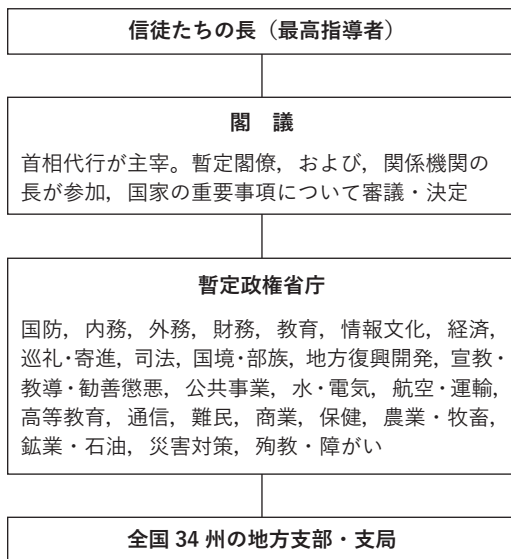 信徒たちの長（最高指導者）
閣　議
首相代行が主宰。暫定閣僚，および，関係機関の
長が参加，国家の重要事項について審議・決定
暫定政権省庁
国防，内務，外務，財務，教育，情報文化，経済，
巡礼・寄進，司法，国境・部族，地方復興開発，宣教・
教導・勧善懲悪，公共事業，水・電気，航空・運輸，
高等教育，通信，難民，商業，保健，農業・牧畜，
鉱業・石油，災害対策，殉教・障がい
全国 34 州の地方支部・支局